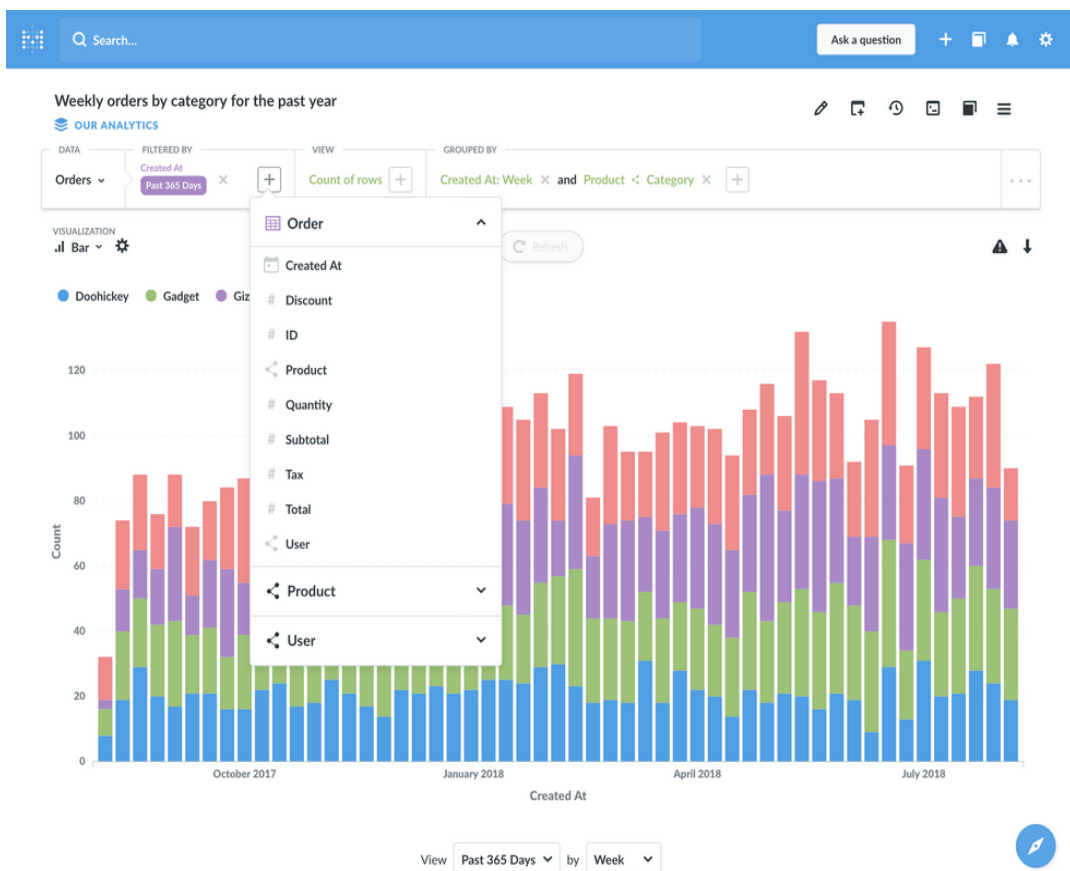 Search...
Ask a question
Weekly orders by category for the past year
OUR ANALYTICS
DATA FILTERED BY VIEW GROUPED BY
Created At
Orders Past 365 Days Count of rows Created At: Week and Product Category
VISUALIZATION
Bar
Refresh
Doohickey Gadget Giz
Order
Created At
Discount
ID
Product
Quantity
Subtotal
Tax
Total
User
Product
User
Count
120
100
80
60
40
20
0
October 2017 January 2018 April 2018 July 2018
Created At
View Past 365 Days by Week